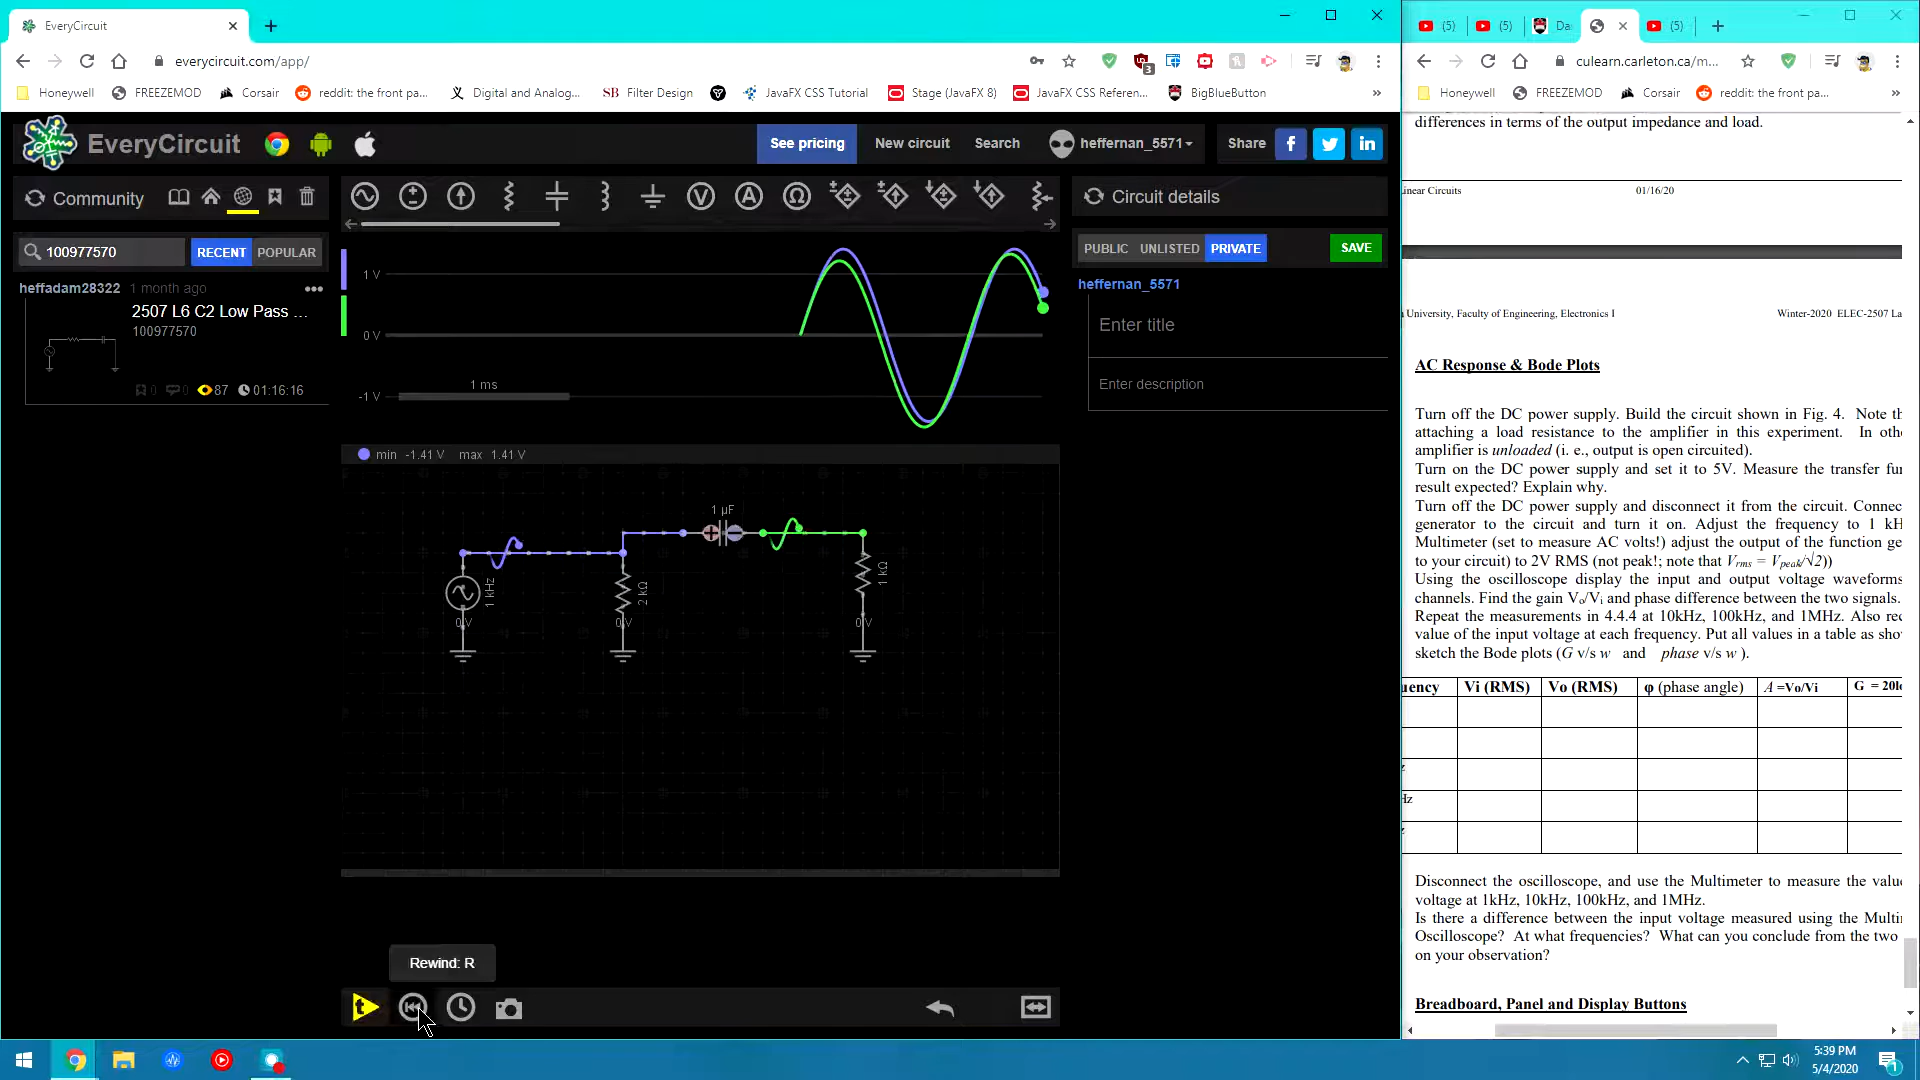 EveryCircuit
everycircuit.com/app/
3
Honeywell
FREEZEMOD
Corsair
reddit: the front pa...
Digital and Analog...
SB Filter Design
JavaFX CSS Tutorial
Stage (JavaFX 8)
JavaFX CSS Referen...
BigBlueButton
»
EveryCircuit
See pricing
New circuit
Search
heffernan_5571
Share
Community
Circuit details
100977570
RECENT
POPULAR
heffadam28322 1 month ago
2507 L6 C2 Low Pass ...
100977570
0
0
87
01:16:16
PUBLIC
UNLISTED
PRIVATE
SAVE
heffernan_5571
Enter title
Enter description
1 V
0 V
-1 V
1 ms
min -1.41 V max 1.41 V
1 µF
1 kHz
2 kΩ
1 kΩ
0 V
0 V
0 V
Rewind: R
t
(5)
(5)
Da
(5)
culearn.carleton.ca/m...
Honeywell
FREEZEMOD
Corsair
reddit: the front pa...
»
differences in terms of the output impedance and load.
inear Circuits
01/16/20
University, Faculty of Engineering, Electronics I
Winter-2020 ELEC-2507 La
AC Response & Bode Plots
Turn off the DC power supply. Build the circuit shown in Fig. 4. Note th
attaching a load resistance to the amplifier in this experiment. In oth
amplifier is unloaded (i. e., output is open circuited).
Turn on the DC power supply and set it to 5V. Measure the transfer fu
result expected? Explain why.
Turn off the DC power supply and disconnect it from the circuit. Connec
generator to the circuit and turn it on. Adjust the frequency to 1 kH
Multimeter (set to measure AC volts!) adjust the output of the function ge
to your circuit) to 2V RMS (not peak!; note that Vrms = Vpeak/√2))
Using the oscilloscope display the input and output voltage waveforms
channels. Find the gain Vo/Vi and phase difference between the two signals.
Repeat the measurements in 4.4.4 at 10kHz, 100kHz, and 1MHz. Also rec
value of the input voltage at each frequency. Put all values in a table as sho
sketch the Bode plots (G v/s w and phase v/s w ).
uency
Vi (RMS)
Vo (RMS)
φ (phase angle)
A =Vo/Vi
G = 20l
z
Hz
z
Disconnect the oscilloscope, and use the Multimeter to measure the valu
voltage at 1kHz, 10kHz, 100kHz, and 1MHz.
Is there a difference between the input voltage measured using the Multi
Oscilloscope? At what frequencies? What can you conclude from the two
on your observation?
Breadboard, Panel and Display Buttons
5:39 PM
5/4/2020
1